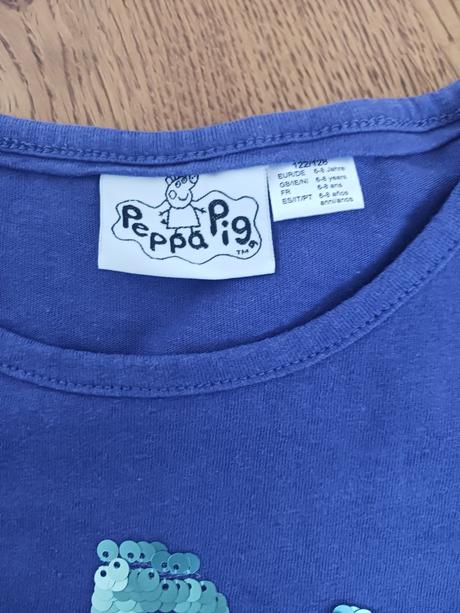 Peppa Pig
TM
122/128
EUR/DE 6-8 Jahre
GB/IE/NI 6-8 years
FR 6-8 ans
ES/IT/PT 6-8 años
anni/anos